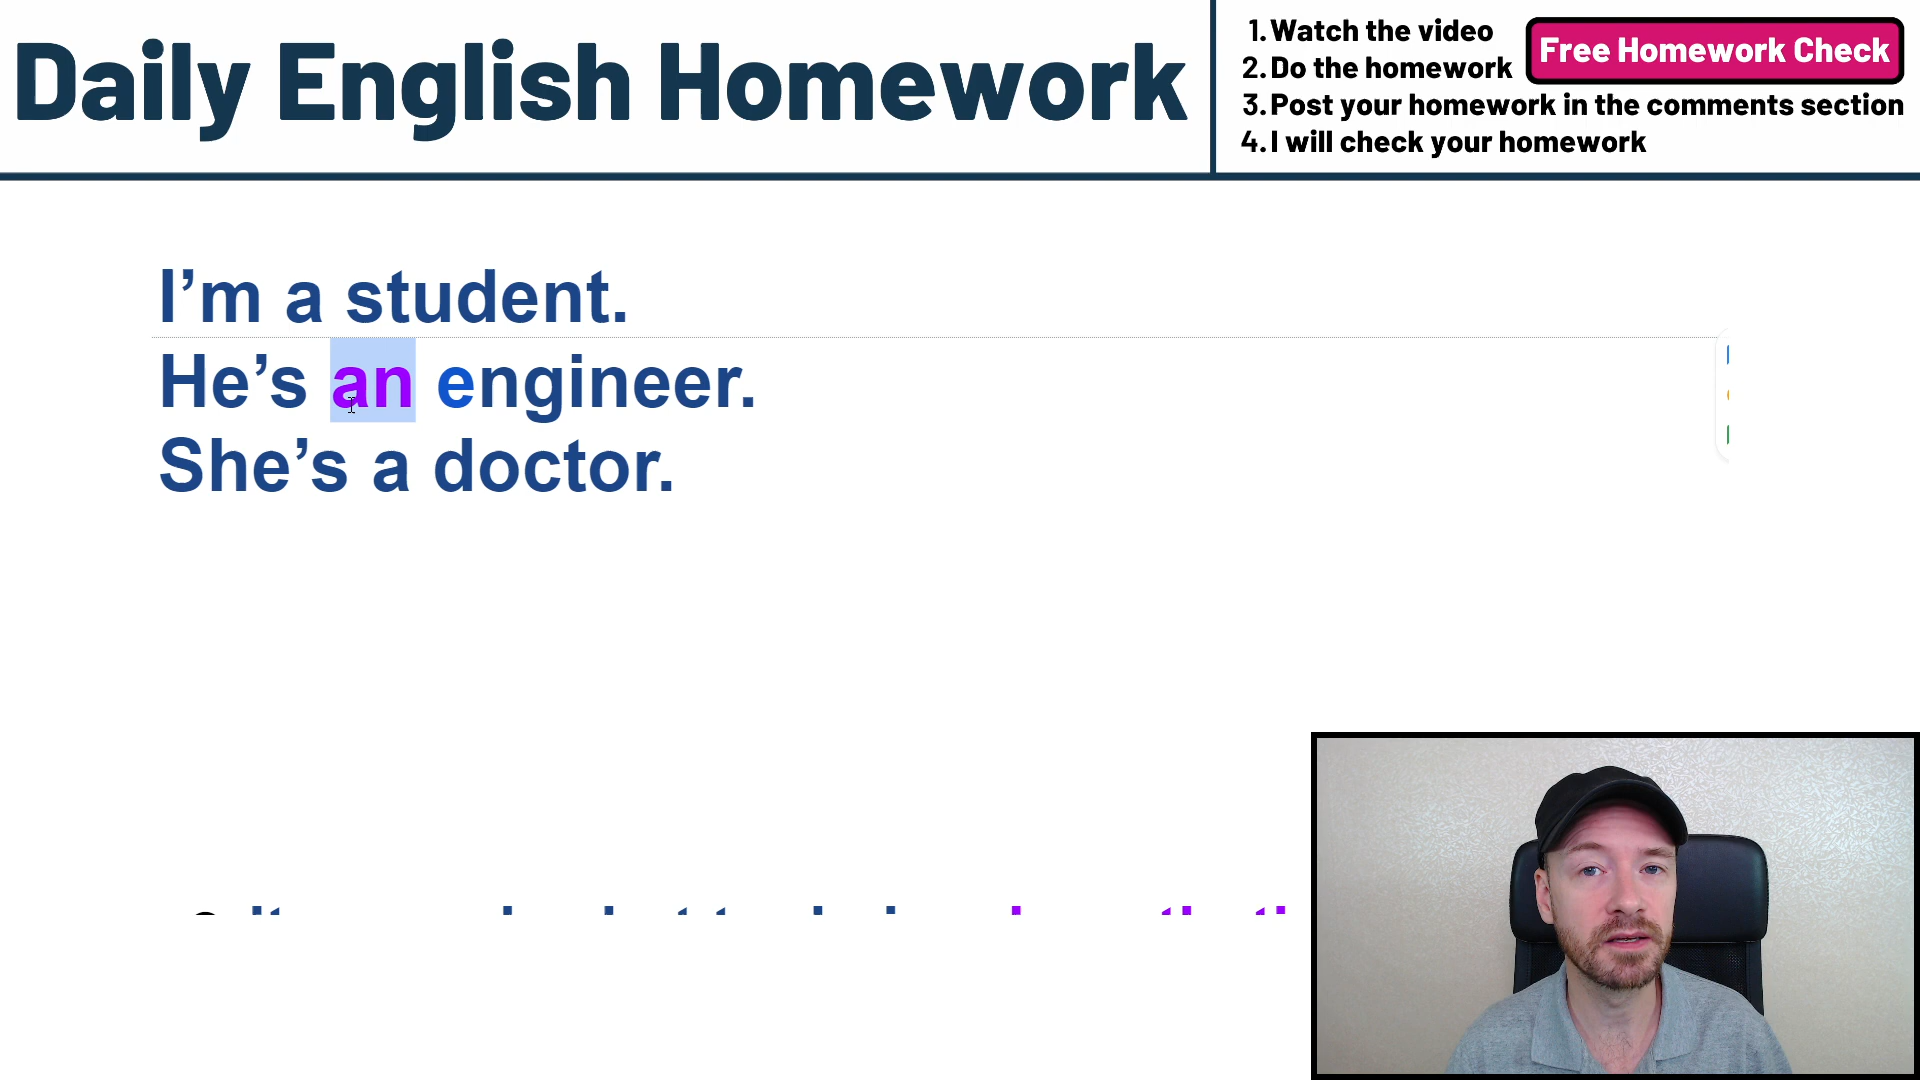 Daily English Homework
1. Watch the video
2. Do the homework
Free Homework Check
3. Post your homework in the comments section
4. I will check your homework
I’m a student.
He’s an engineer.
She’s a doctor.